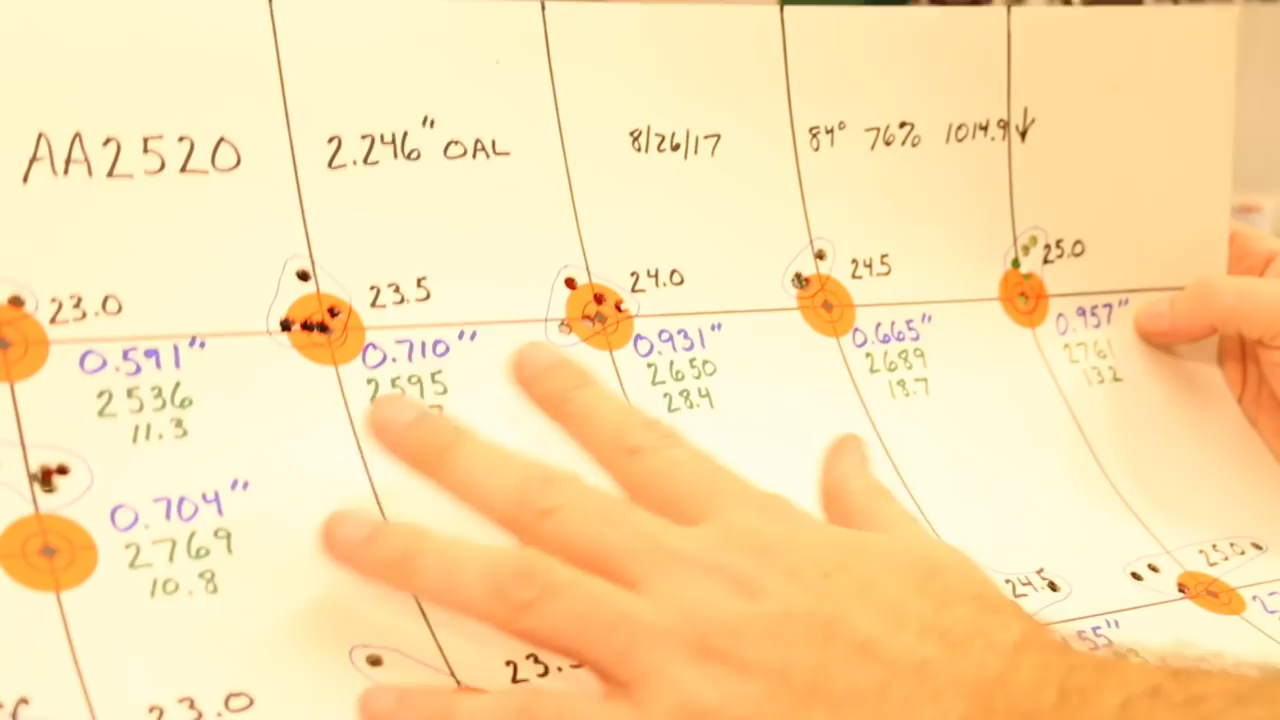 AA2520 2.246" OAL 8/26/17 84° 76% 1014.9↓
23.0 23.5 24.0 24.5 25.0
0.591" 0.710" 0.931" 0.665" 0.957"
2536 2595 2650 2689 2761
11.3 28.4 18.7 13.2
0.704"
2769
10.8
24.5 25.0
23.0